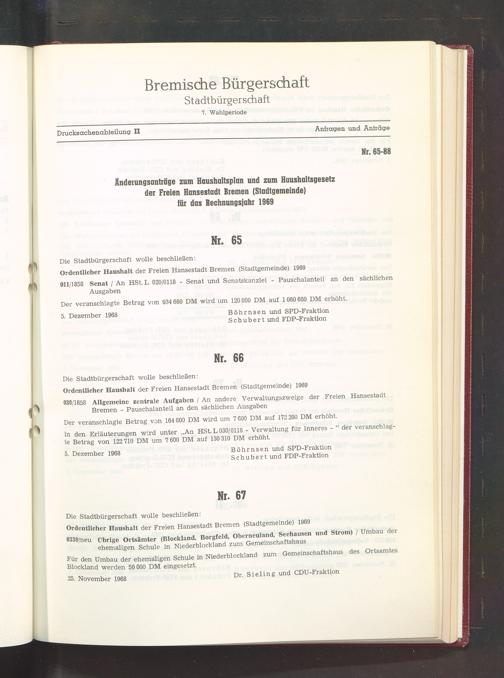 Bremische Bürgerschaft
Stadtbürgerschaft
7. Wahlperiode
Drucksachenabteilung II
Anfragen und Anträge
Nr. 65-88
Änderungsanträge zum Haushaltsplan und zum Haushaltsgesetz
der Freien Hansestadt Bremen (Stadtgemeinde)
für das Rechnungsjahr 1969
Nr. 65
Die Stadtbürgerschaft wolle beschließen:
Ordentlicher Haushalt der Freien Hansestadt Bremen (Stadtgemeinde) 1969
011/1858 Senat / An HSt. L 020/0118 - Senat und Senatskanzlei - Pauschalanteil an den sächlichen
Ausgaben
Der veranschlagte Betrag von 934 660 DM wird um 126 000 DM auf 1 060 660 DM erhöht.
5. Dezember 1968
Böhrnsen und SPD-Fraktion
Schubert und FDP-Fraktion
Nr. 66
Die Stadtbürgerschaft wolle beschließen:
Ordentlicher Haushalt der Freien Hansestadt Bremen (Stadtgemeinde) 1969
030/1858 Allgemeine zentrale Aufgaben / An andere Verwaltungszweige der Freien Hansestadt
Bremen - Pauschalanteil an den sächlichen Ausgaben
Der veranschlagte Betrag von 164 600 DM wird um 7 600 DM auf 172 200 DM erhöht.
In den Erläuterungen wird unter „An HSt. L 030/0118 - Verwaltung für Inneres - " der veranschlag-
te Betrag von 122 710 DM um 7 600 DM auf 130 310 DM erhöht.
5. Dezember 1968
Böhrnsen und SPD-Fraktion
Schubert und FDP-Fraktion
Nr. 67
Die Stadtbürgerschaft wolle beschließen:
Ordentlicher Haushalt der Freien Hansestadt Bremen (Stadtgemeinde) 1969
0339/neu Übrige Ortsämter (Blockland, Borgfeld, Oberneuland, Seehausen und Strom) / Umbau der
ehemaligen Schule in Niederblockland zum Gemeinschaftshaus
Für den Umbau der ehemaligen Schule in Niederblockland zum Gemeinschaftshaus des Ortsamtes
Blockland werden 50 000 DM eingesetzt.
25. November 1968
Dr. Sieling und CDU-Fraktion